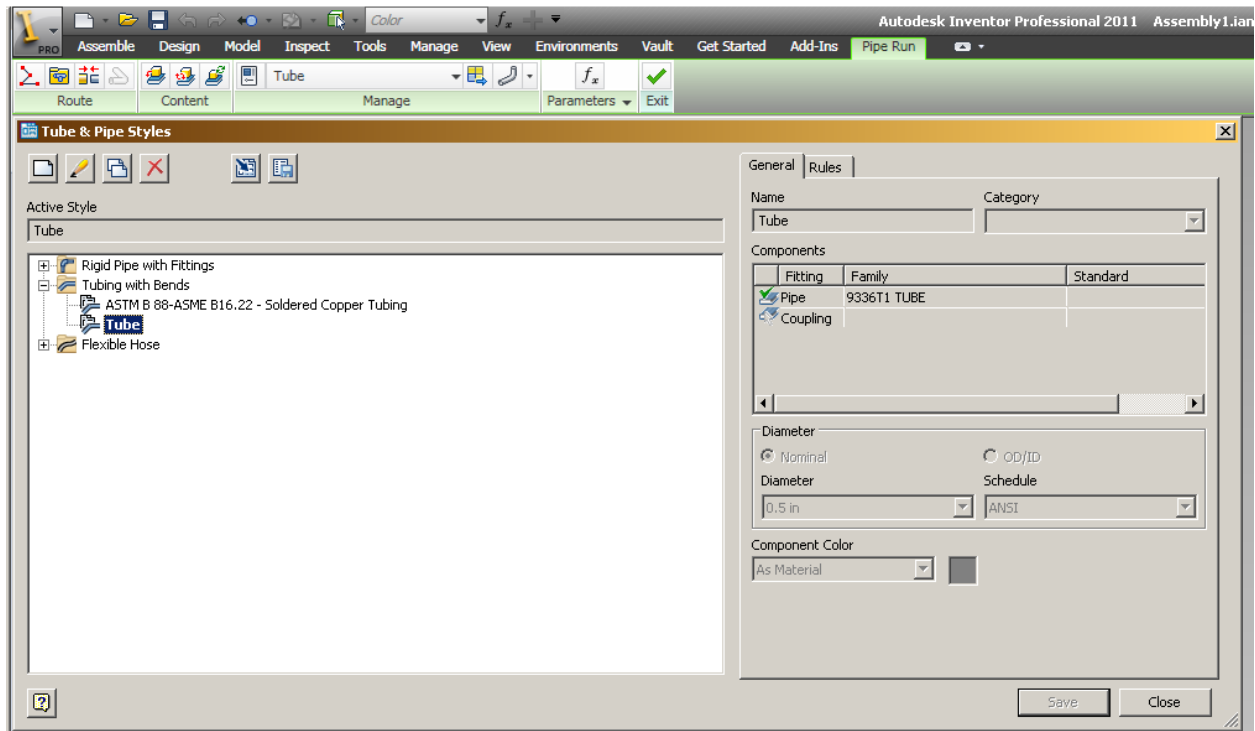 Color
fx
Autodesk Inventor Professional 2011 Assembly1.ian
PRO
Assemble Design Model Inspect Tools Manage View Environments Vault Get Started Add-Ins Pipe Run
Tube
fx
Route Content Manage Parameters Exit
Tube & Pipe Styles
General Rules
Active Style
Tube
Name Category
Tube
Components
Fitting Family Standard
Pipe 9336T1 TUBE
Coupling
Rigid Pipe with Fittings
Tubing with Bends
ASTM B 88-ASME B16.22 - Soldered Copper Tubing
Tube
Flexible Hose
Diameter
Nominal OD/ID
Diameter Schedule
0.5 in ANSI
Component Color
As Material
Save Close